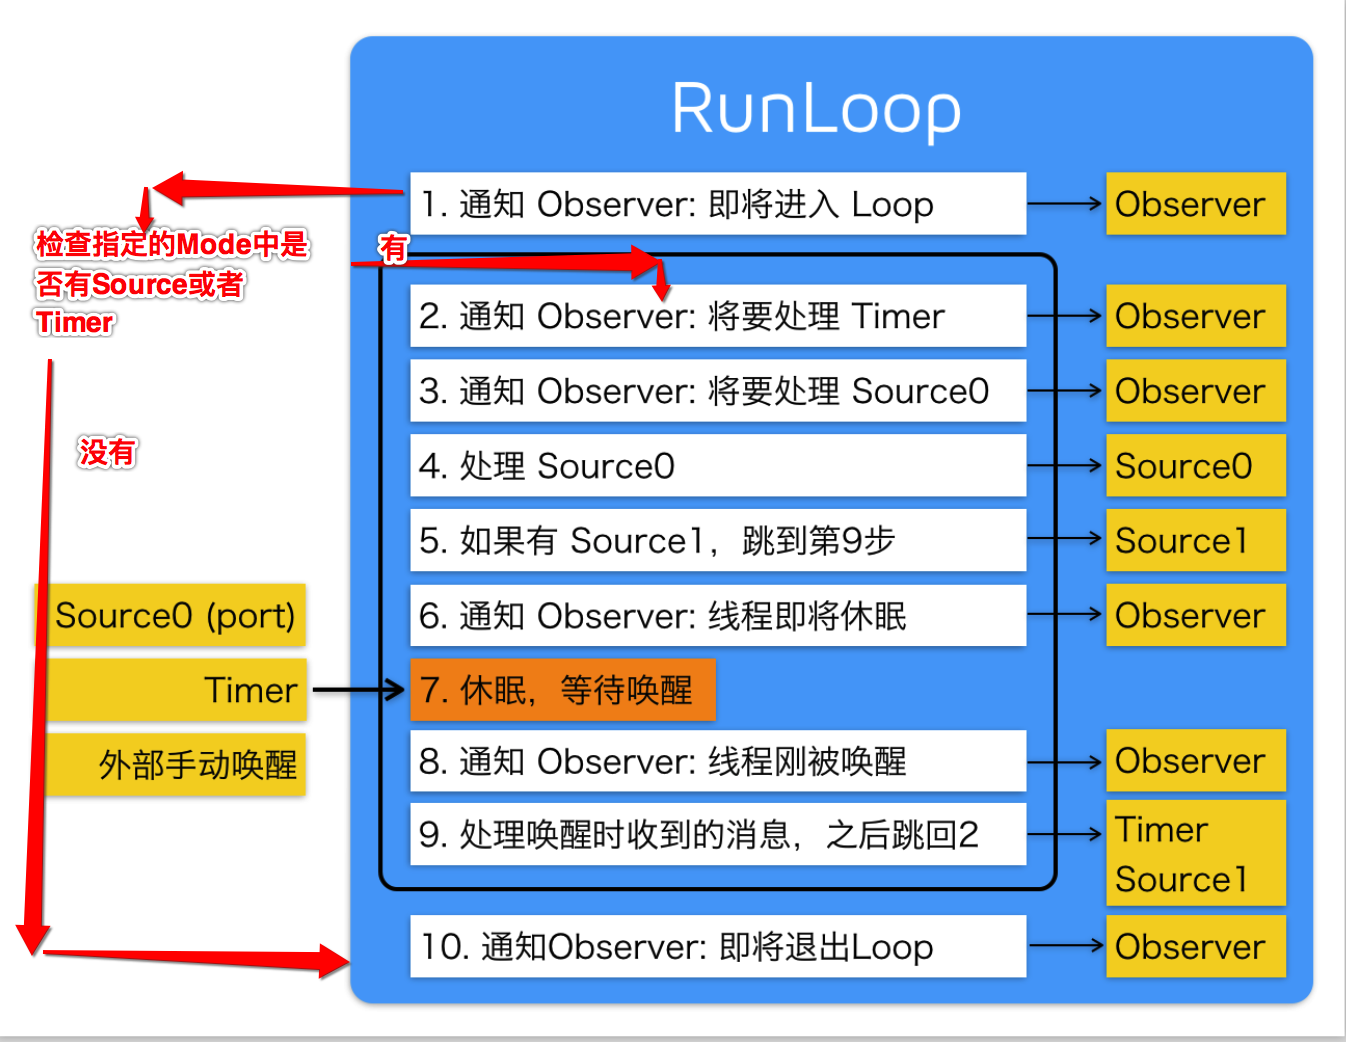 RunLoop
1. 通知 Observer: 即将进入 Loop
Observer
检查指定的Mode中是
否有Source或者
Timer
有
2. 通知 Observer: 将要处理 Timer
Observer
3. 通知 Observer: 将要处理 Source0
Observer
没有
4. 处理 Source0
Source0
5. 如果有 Source1，跳到第9步
Source1
Source0 (port)
6. 通知 Observer: 线程即将休眠
Observer
Timer
7. 休眠，等待唤醒
外部手动唤醒
8. 通知 Observer: 线程刚被唤醒
Observer
9. 处理唤醒时收到的消息，之后跳回2
Timer
Source1
10. 通知Observer: 即将退出Loop
Observer